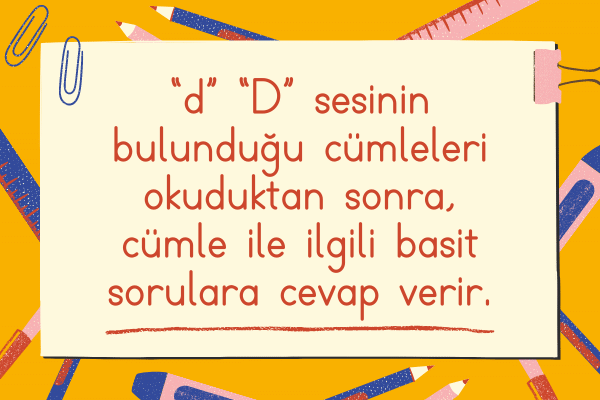 “d” “D” sesinin
bulunduğu cümleleri
okuduktan sonra,
cümle ile ilgili basit
sorulara cevap verir.